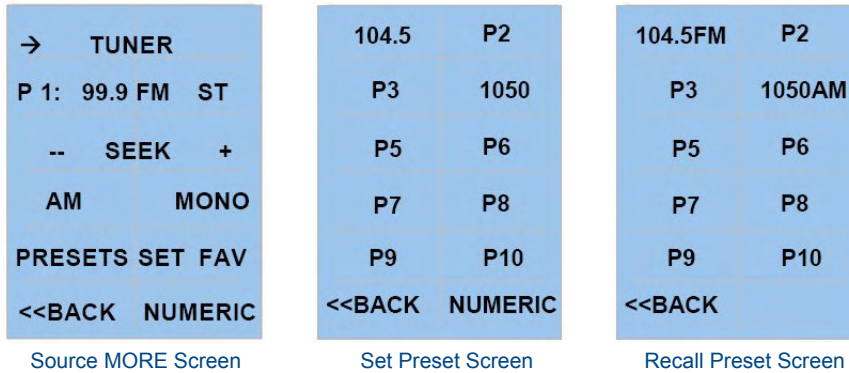 → TUNER
P 1: 99.9 FM ST
-- SEEK +
AM MONO
PRESETS SET FAV
<<BACK NUMERIC
Source MORE Screen
104.5 P2
P3 1050
P5 P6
P7 P8
P9 P10
<<BACK NUMERIC
Set Preset Screen
104.5FM P2
P3 1050AM
P5 P6
P7 P8
P9 P10
<<BACK
Recall Preset Screen